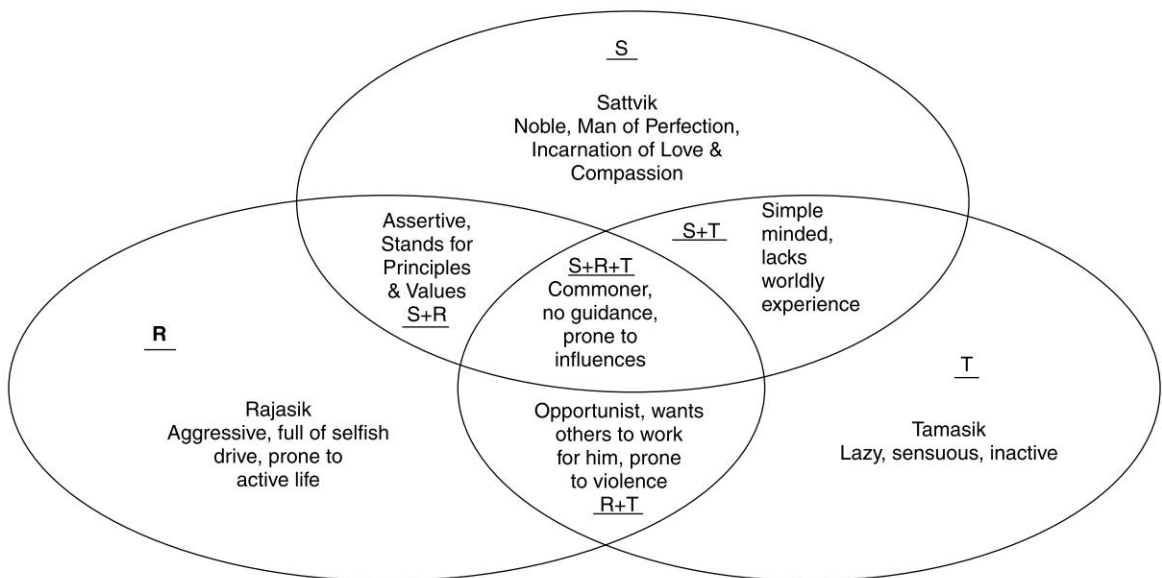 S
Sattvik
Noble, Man of Perfection,
Incarnation of Love &
Compassion
Assertive,
Stands for
Principles
& Values
S+R
S+R+T
Commoner,
no guidance,
prone to
influences
S+T
Simple
minded,
lacks
worldly
experience
R
Rajasik
Aggressive, full of selfish
drive, prone to
active life
Opportunist, wants
others to work
for him, prone
to violence
R+T
T
Tamasik
Lazy, sensuous, inactive